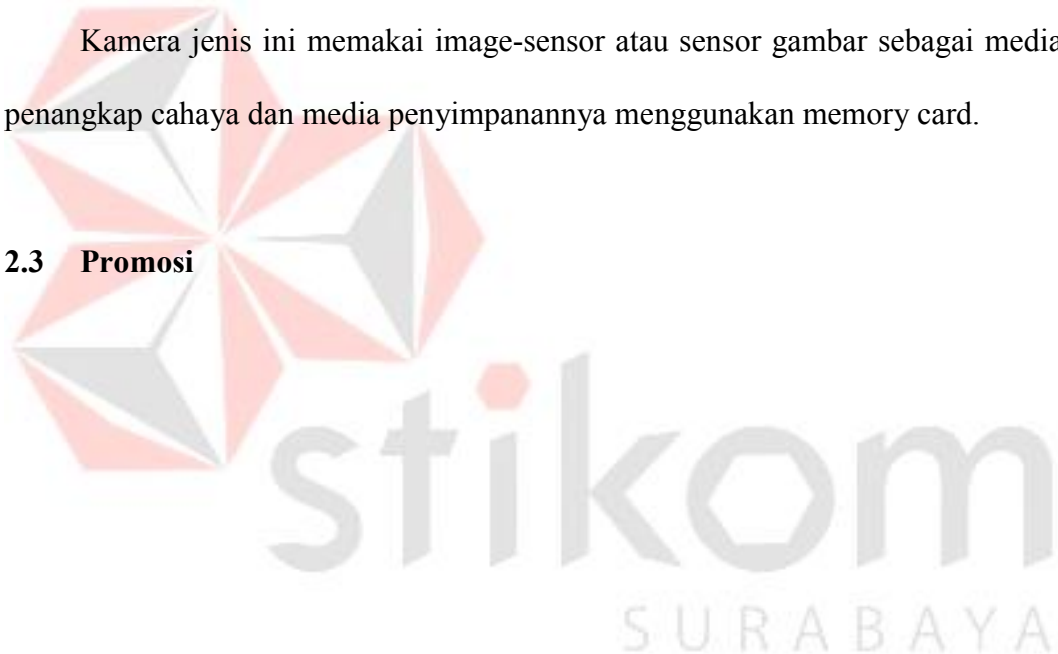 Kamera jenis ini memakai image-sensor atau sensor gambar sebagai media
penangkap cahaya dan media penyimpanannya menggunakan memory card.
2.3 Promosi
stikom
SURABAYA